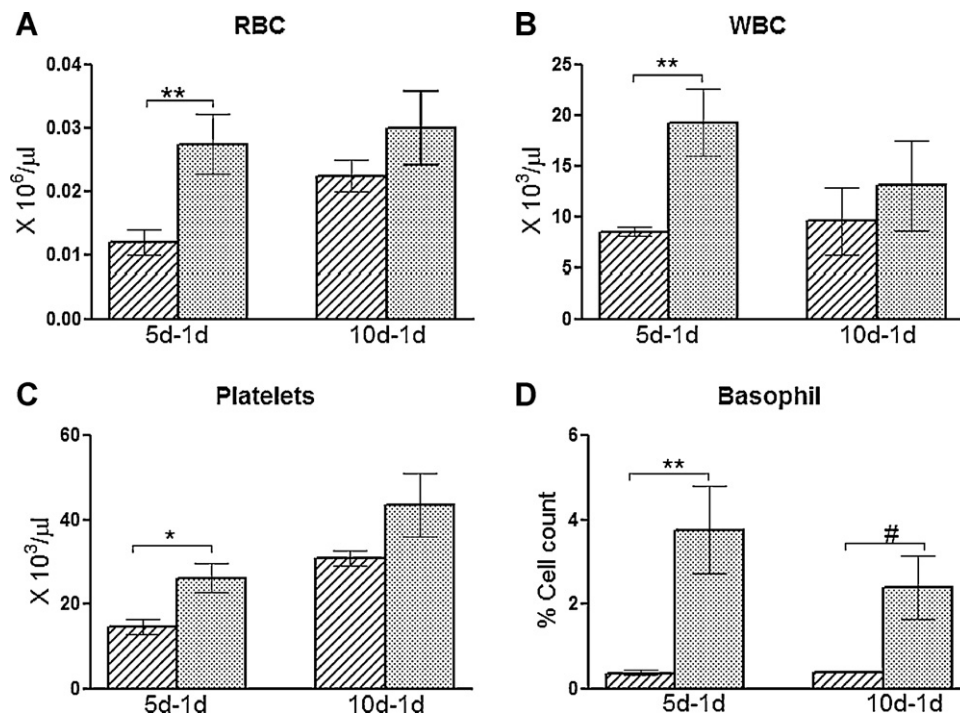 A RBC
X 10⁶/µl
0.04
0.03
0.02
0.01
0.00
**
5d-1d 10d-1d
B WBC
X 10³/µl
25
20
15
10
5
0
**
5d-1d 10d-1d
C Platelets
X 10³/µl
60
40
20
0
*
5d-1d 10d-1d
D Basophil
% Cell count
6
4
2
0
**
#
5d-1d 10d-1d